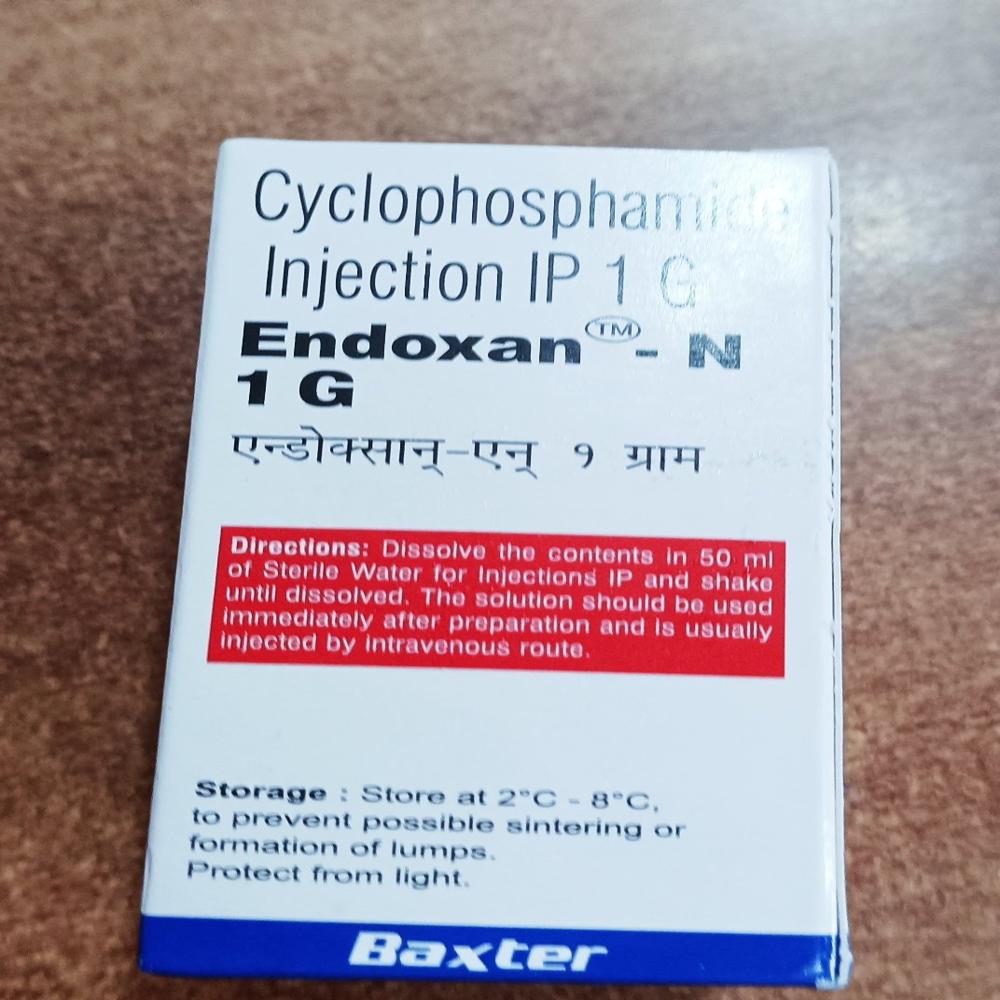 Cyclophosphamide
Injection IP 1 G
Endoxan™ - N
1 G
एन्डोक्सान्-एन् १ ग्राम
Directions: Dissolve the contents in 50 ml
of Sterile Water for Injections IP and shake
until dissolved. The solution should be used
immediately after preparation and is usually
injected by intravenous route.
Storage : Store at 2°C - 8°C,
to prevent possible sintering or
formation of lumps.
Protect from light.
Baxter